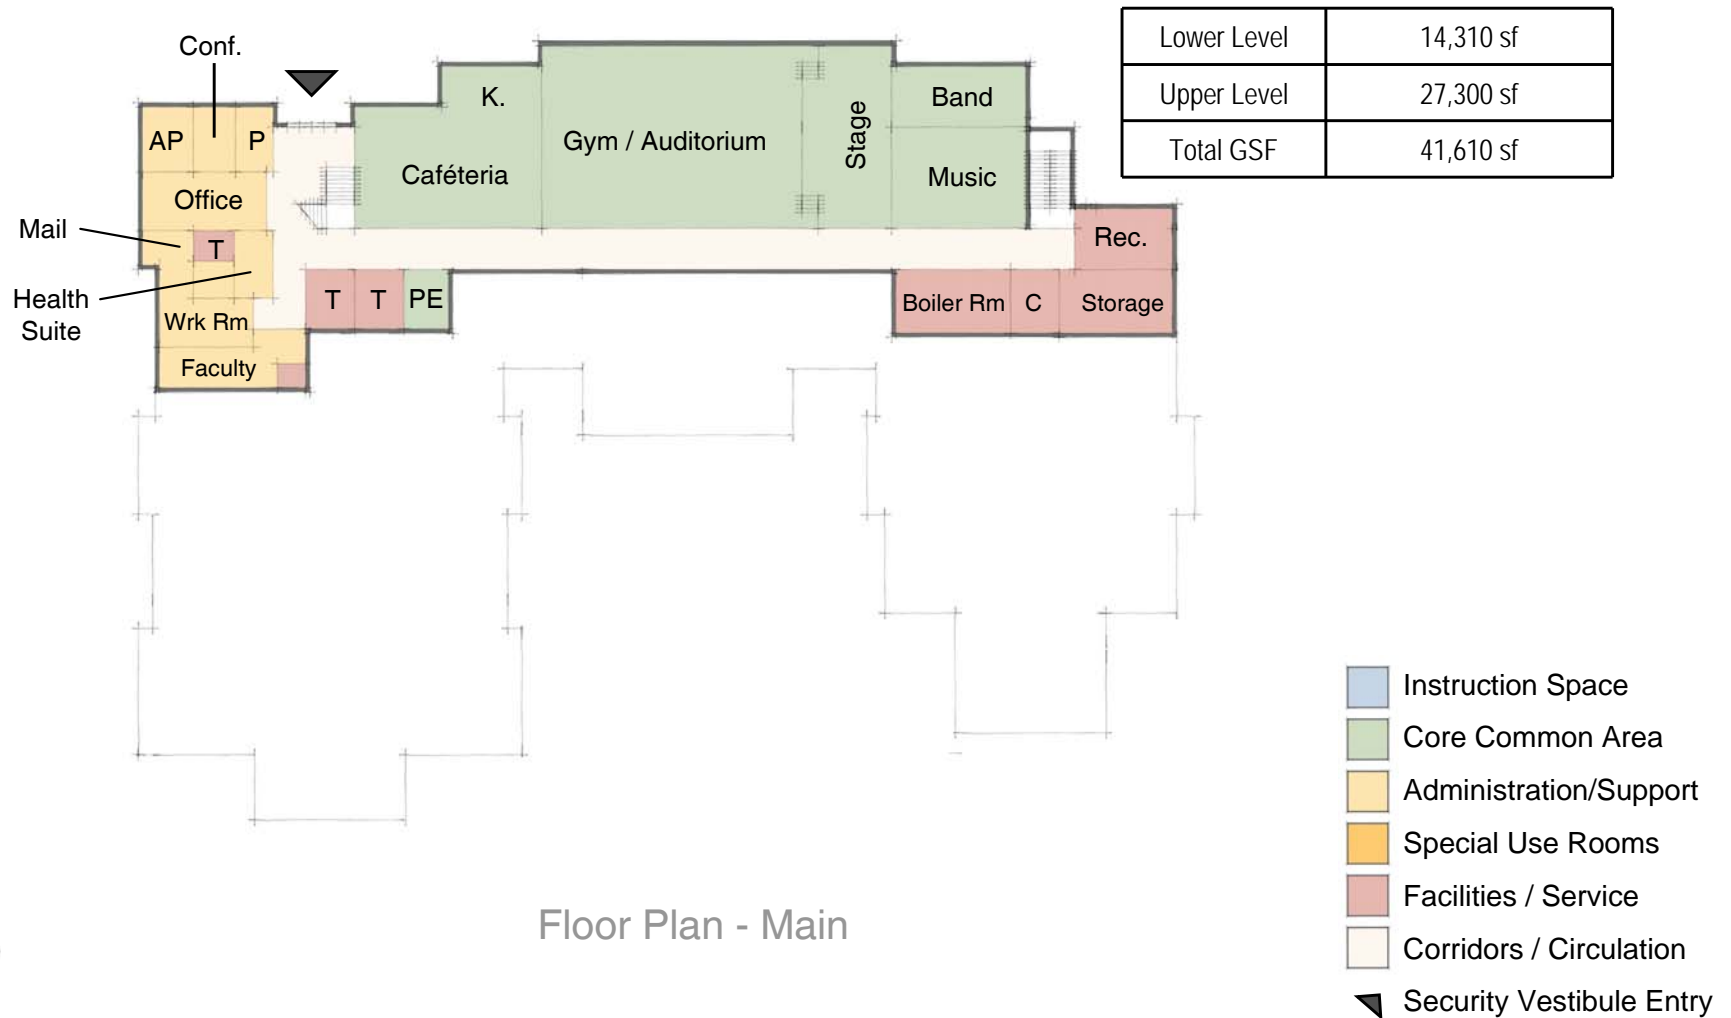 Conf.
Lower Level 14,310 sf
Upper Level 27,300 sf
Total GSF 41,610 sf
K.
Band
AP
P
Gym / Auditorium
Stage
Caféteria
Music
Office
Mail
T
Rec.
Health
Suite
T
T
PE
Boiler Rm
C
Storage
Wrk Rm
Faculty
Instruction Space
Core Common Area
Administration/Support
Special Use Rooms
Facilities / Service
Corridors / Circulation
Security Vestibule Entry
Floor Plan - Main